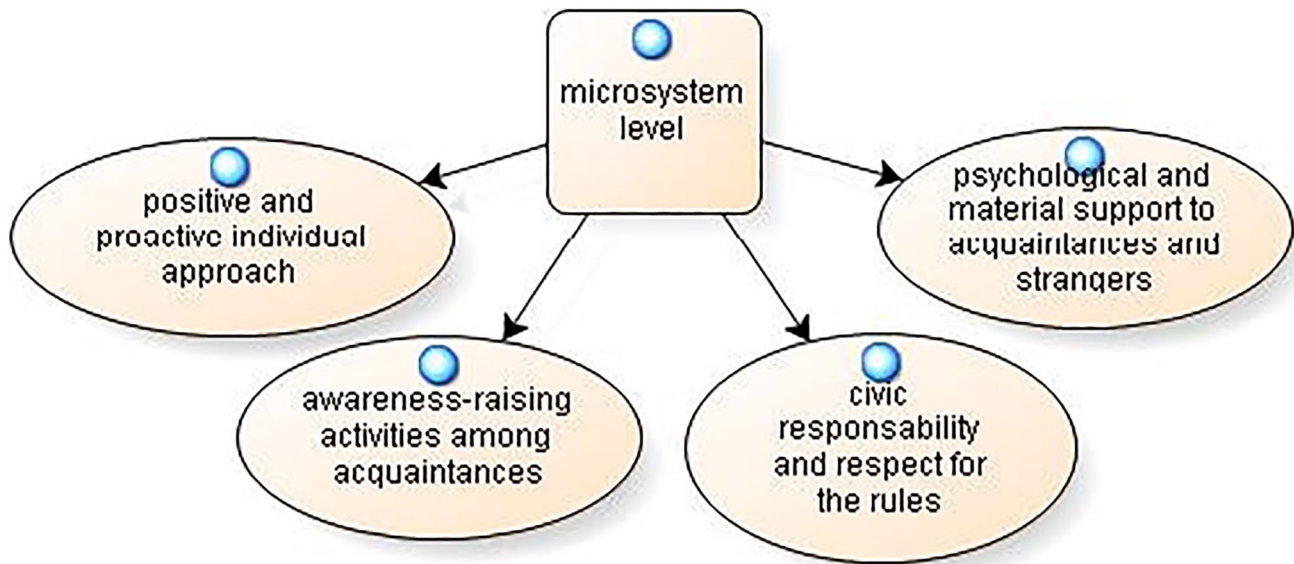 microsystem
level
positive and
proactive individual
approach
psychological and
material support to
acquaintances and
strangers
awareness-raising
activities among
acquaintances
civic
responsability
and respect for
the rules